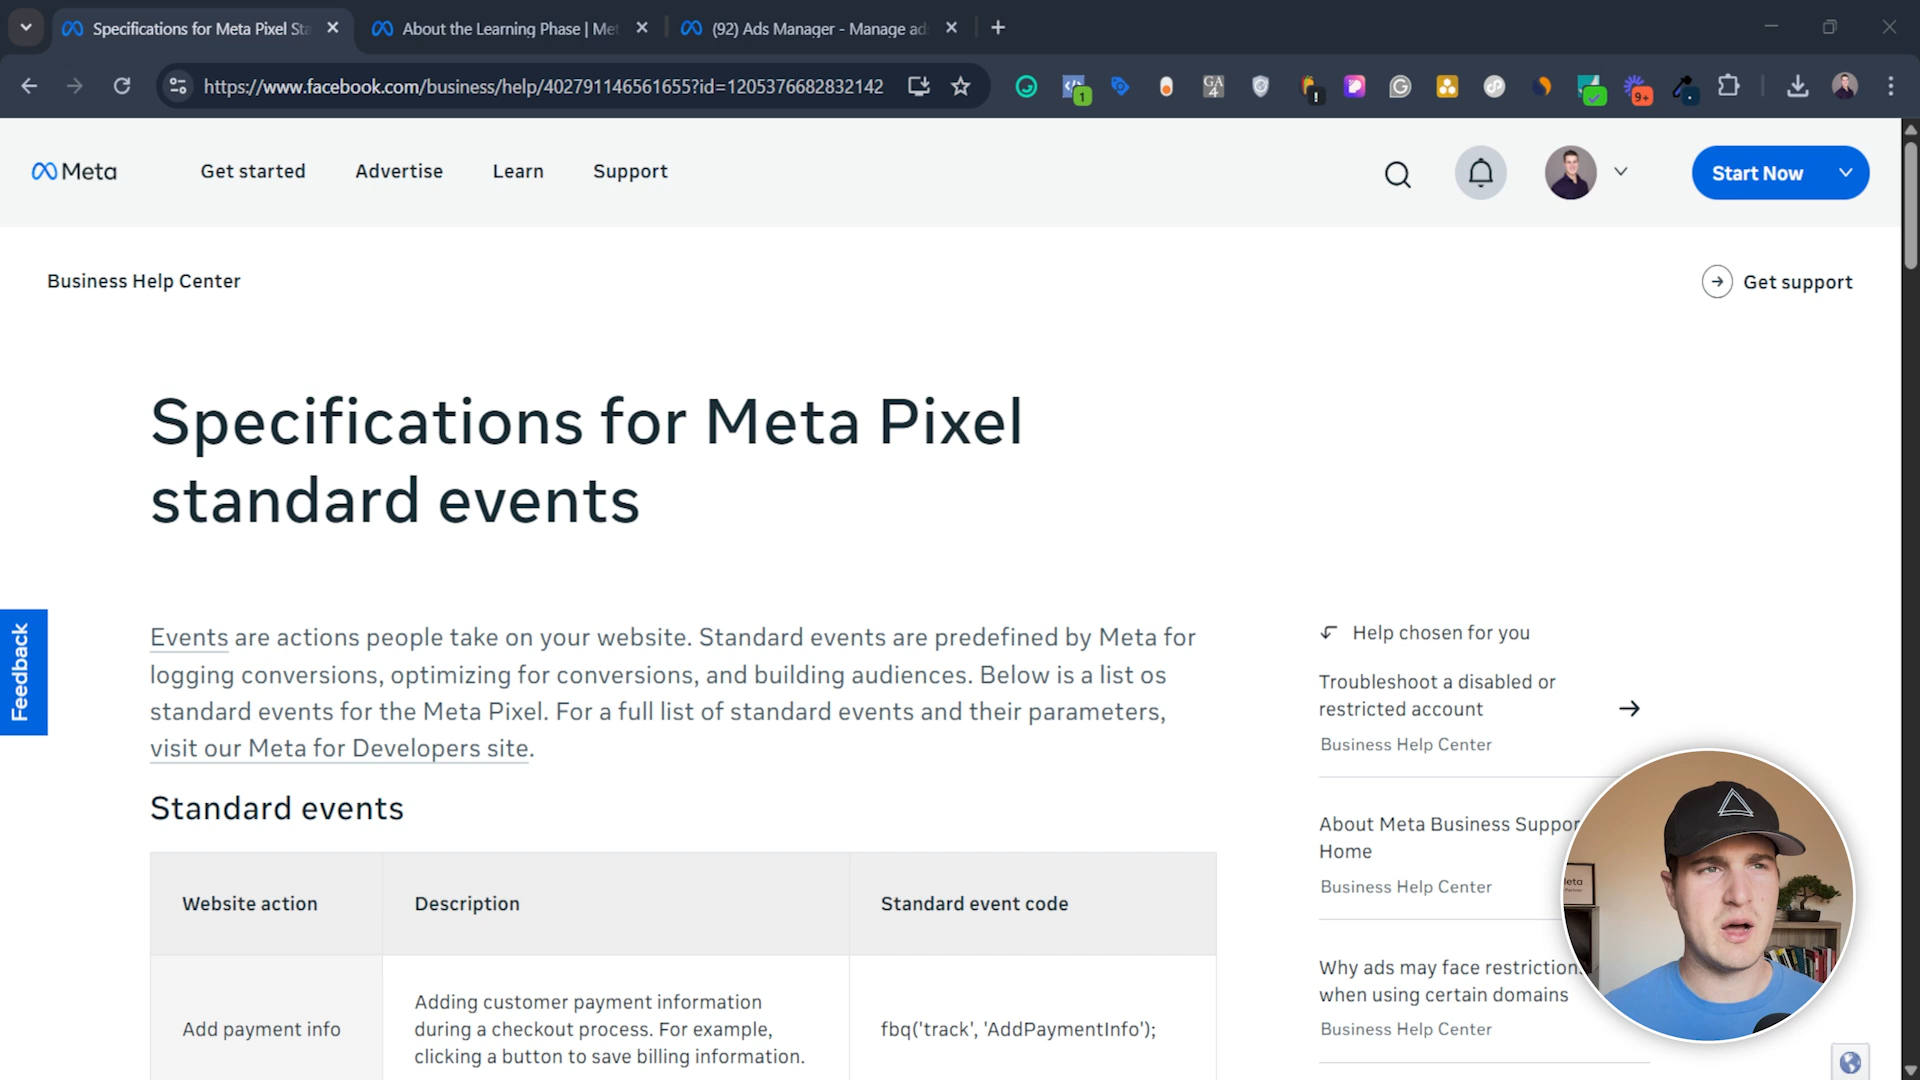 Specifications for Meta Pixel Sta
About the Learning Phase | Met
(92) Ads Manager - Manage ads
https://www.facebook.com/business/help/402791146561655?id=1205376682832142
1
GA
4
!
9+
Meta
Get started
Advertise
Learn
Support
Start Now
Business Help Center
Get support
Specifications for Meta Pixel
standard events
Feedback
Events are actions people take on your website. Standard events are predefined by Meta for
logging conversions, optimizing for conversions, and building audiences. Below is a list os
standard events for the Meta Pixel. For a full list of standard events and their parameters,
visit our Meta for Developers site.
Standard events
Website action
Description
Standard event code
Add payment info
Adding customer payment information
during a checkout process. For example,
clicking a button to save billing information.
fbq('track', 'AddPaymentInfo');
Help chosen for you
Troubleshoot a disabled or
restricted account
Business Help Center
About Meta Business Suppor
Home
Business Help Center
Why ads may face restrictions
when using certain domains
Business Help Center